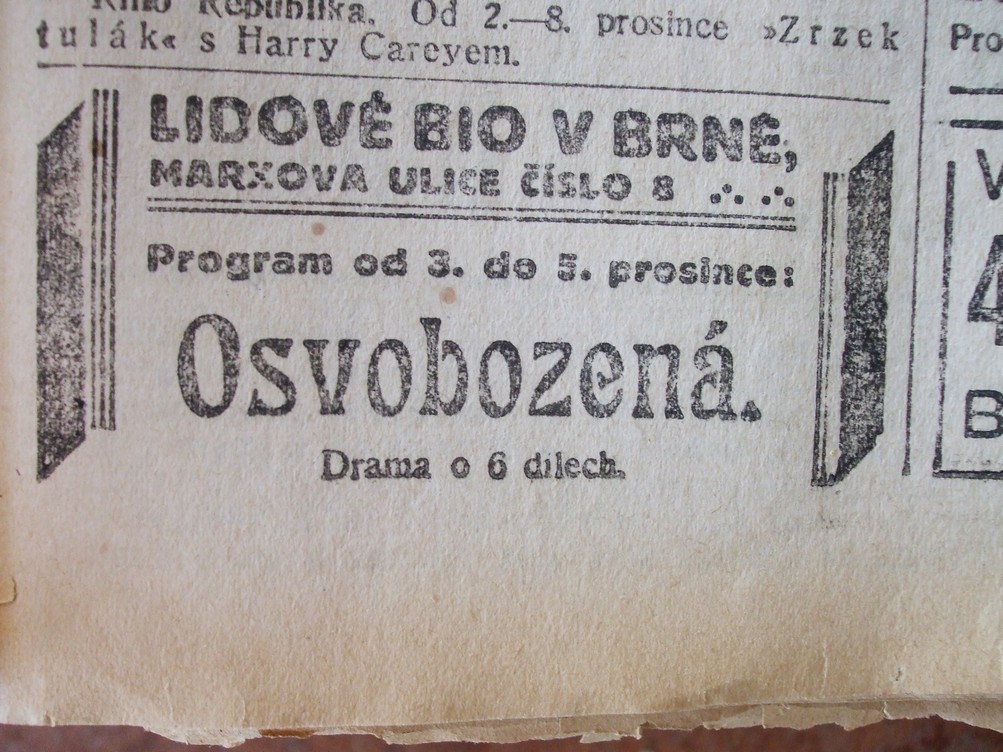 Kino Republika. Od 2.—8. prosince »Zrzek
tulák« s Harry Careyem.
LIDOVÉ BIO V BRNĚ,
MARXOVA ULICE ČÍSLO 8
Program od 3. do 5. prosince:
Osvobozená.
Drama o 6 dílech.
Pro
V
4
B